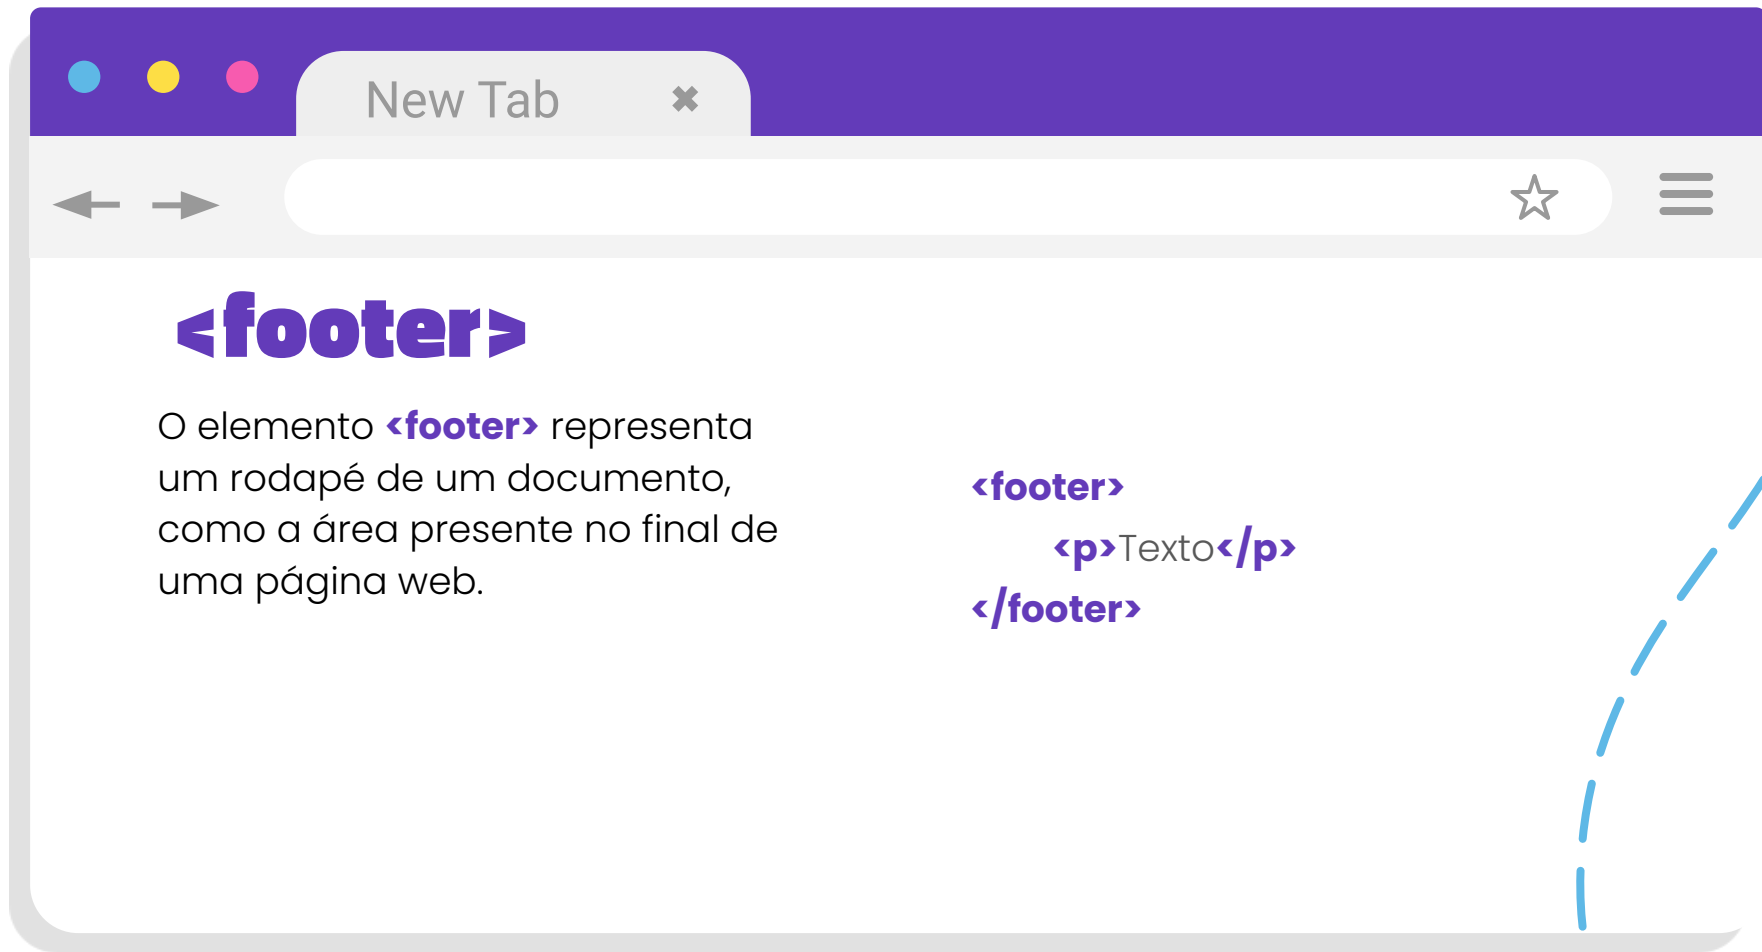 New Tab
<footer>
O elemento <footer> representa
um rodapé de um documento,
como a área presente no final de
uma página web.
<footer>
<p>Texto</p>
</footer>